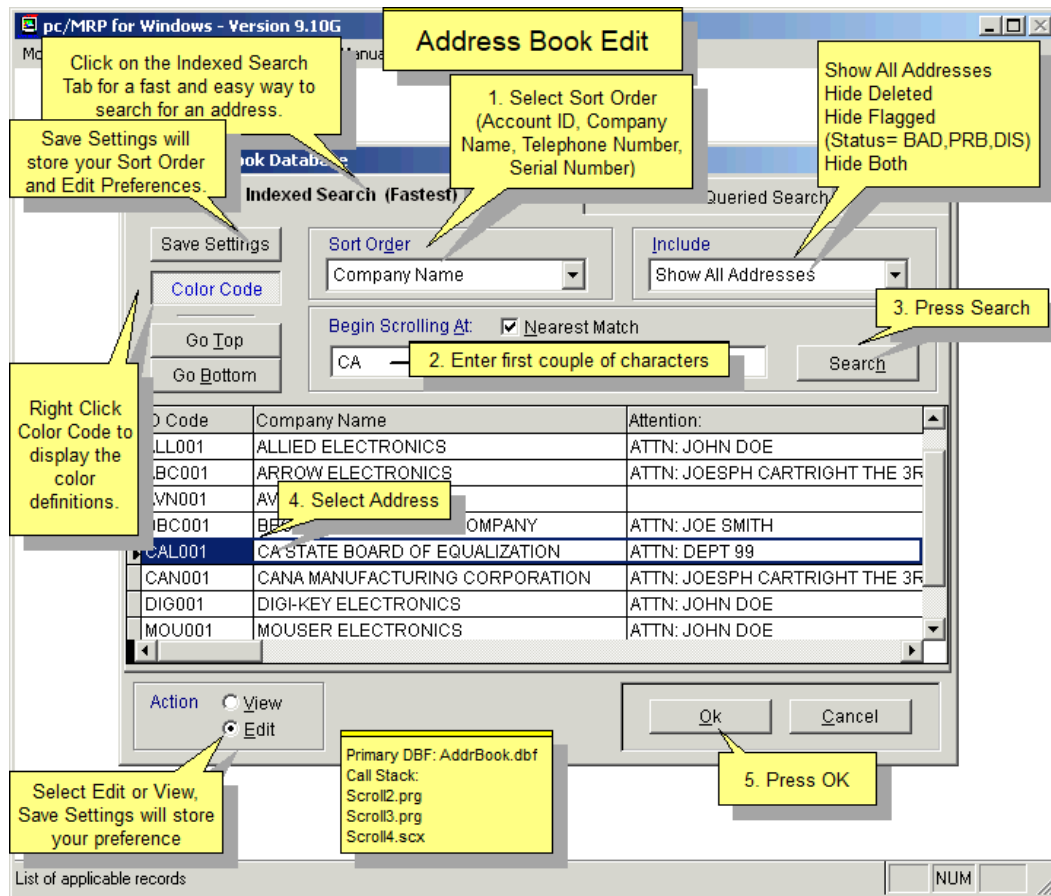 pc/MRP for Windows - Version 9.10G
Address Book Edit
Click on the Indexed Search
Tab for a fast and easy way to
search for an address.
1. Select Sort Order
(Account ID, Company
Name, Telephone Number,
Serial Number)
Show All Addresses
Hide Deleted
Hide Flagged
(Status= BAD,PRB,DIS)
Hide Both
Save Settings will
store your Sort Order
and Edit Preferences.
ook Database
Indexed Search (Fastest)
Queried Search
Save Settings
Sort Order
Include
Color Code
Company Name
Show All Addresses
3. Press Search
Begin Scrolling At:
Nearest Match
Go Top
CA
2. Enter first couple of characters
Search
Go Bottom
Right Click
Color Code to
display the
color
definitions.
D Code
Company Name
Attention:
ALL001
ALLIED ELECTRONICS
ATTN: JOHN DOE
ABC001
ARROW ELECTRONICS
ATTN: JOESPH CARTRIGHT THE 3R
AVN001
AV
4. Select Address
BC001
OMPANY
ATTN: JOE SMITH
CAL001
CA STATE BOARD OF EQUALIZATION
ATTN: DEPT 99
CAN001
CANA MANUFACTURING CORPORATION
ATTN: JOESPH CARTRIGHT THE 3R
DIG001
DIGI-KEY ELECTRONICS
ATTN: JOHN DOE
MOU001
MOUSER ELECTRONICS
ATTN: JOHN DOE
Action
View
Edit
Ok
Cancel
Primary DBF: AddrBook.dbf
Call Stack:
Scroll2.prg
Scroll3.prg
Scroll4.scx
5. Press OK
Select Edit or View,
Save Settings will store
your preference
List of applicable records
NUM